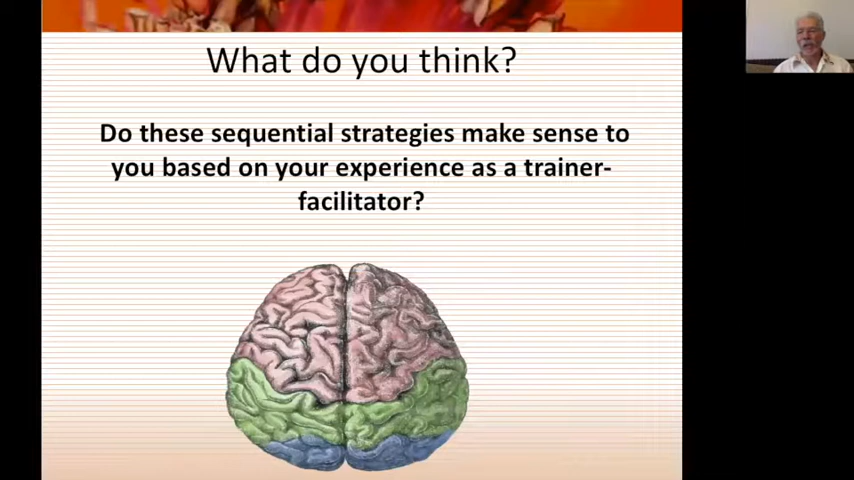 What do you think?
Do these sequential strategies make sense to
you based on your experience as a trainer-
facilitator?